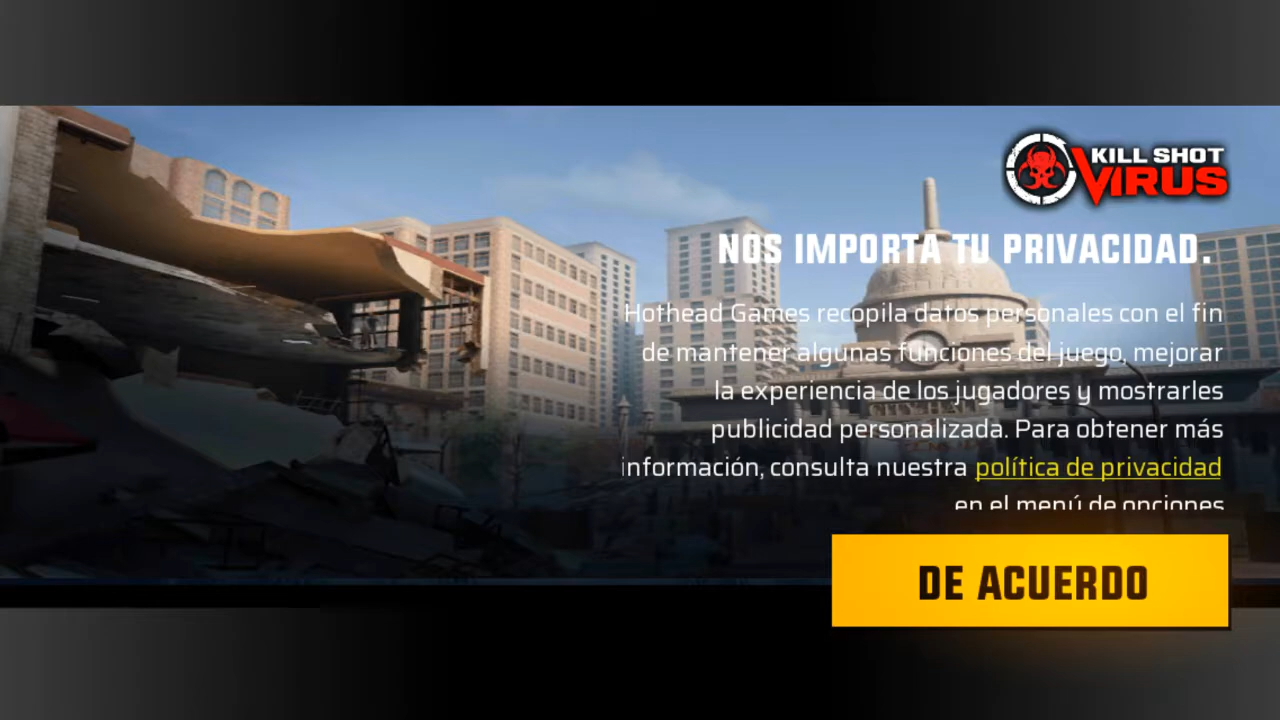 KILL SHOT
VIRUS
NOS IMPORTA TU PRIVACIDAD.
Hothead Games recopila datos personales con el fin
de mantener algunas funciones del juego, mejorar
la experiencia de los jugadores y mostrarles
publicidad personalizada. Para obtener más
información, consulta nuestra política de privacidad
en el menú de opciones
DE ACUERDO